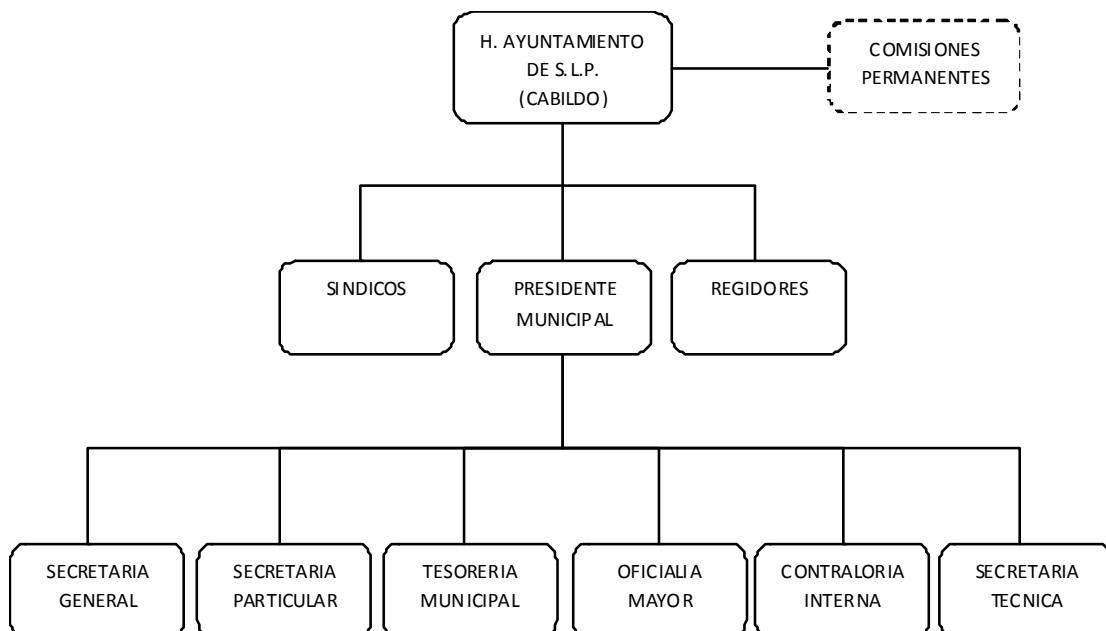 H. AYUNTAMIENTO
DE S.L.P.
(CABILDO)
COMISIONES
PERMANENTES
SINDICOS
PRESIDENTE
MUNICIPAL
REGIDORES
SECRETARIA
GENERAL
SECRETARIA
PARTICULAR
TESORERIA
MUNICIPAL
OFICIALIA
MAYOR
CONTRALORIA
INTERNA
SECRETARIA
TECNICA